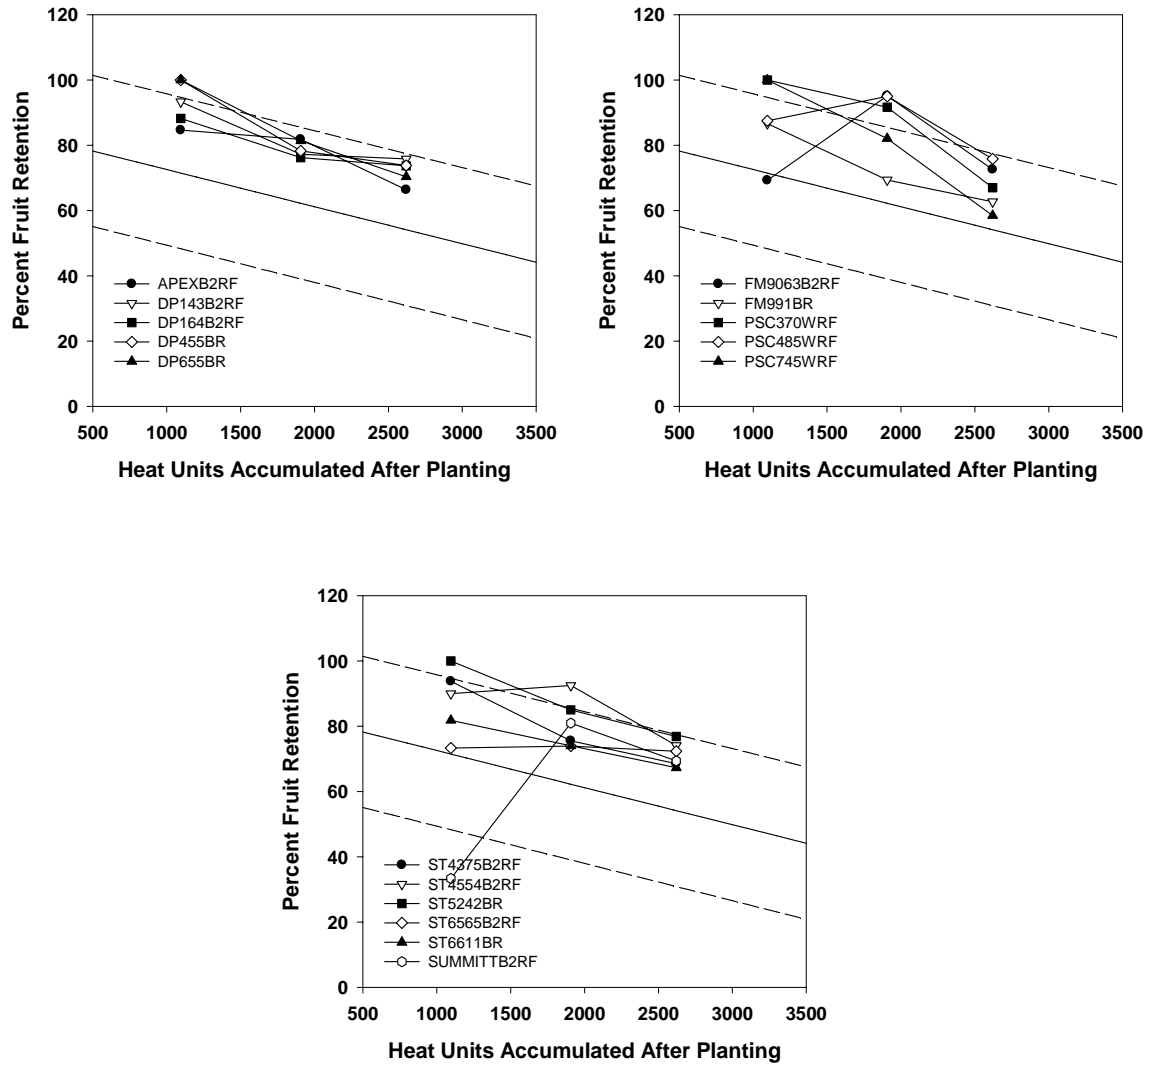 Percent Fruit Retention
120
100
80
60
40
20
0
APEXB2RF
DP143B2RF
DP164B2RF
DP455BR
DP655BR
500 1000 1500 2000 2500 3000 3500
Heat Units Accumulated After Planting
Percent Fruit Retention
120
100
80
60
40
20
0
FM9063B2RF
FM991BR
PSC370WRF
PSC485WRF
PSC745WRF
500 1000 1500 2000 2500 3000 3500
Heat Units Accumulated After Planting
Percent Fruit Retention
120
100
80
60
40
20
0
ST4375B2RF
ST4554B2RF
ST5242BR
ST6565B2RF
ST6611BR
SUMMITTB2RF
500 1000 1500 2000 2500 3000 3500
Heat Units Accumulated After Planting